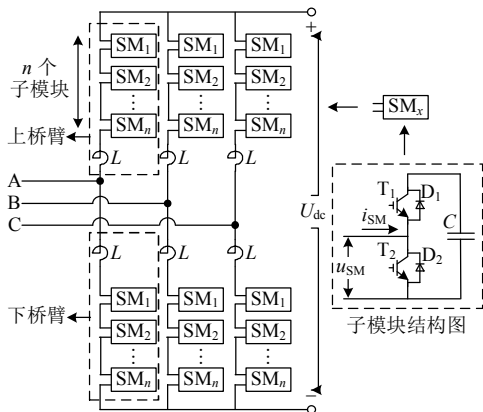 +
SM1 SM1 SM1
n 个
子模块
SM2 SM2 SM2
⋯ ⋯ ⋯
SMn SMn SMn
上桥臂
L L L
A
B
C
Udc
L L L
下桥臂
SM1 SM1 SM1
SM2 SM2 SM2
⋯ ⋯ ⋯
SMn SMn SMn
−
SMx
T1 D1
iSM
C
T2 D2
uSM
子模块结构图